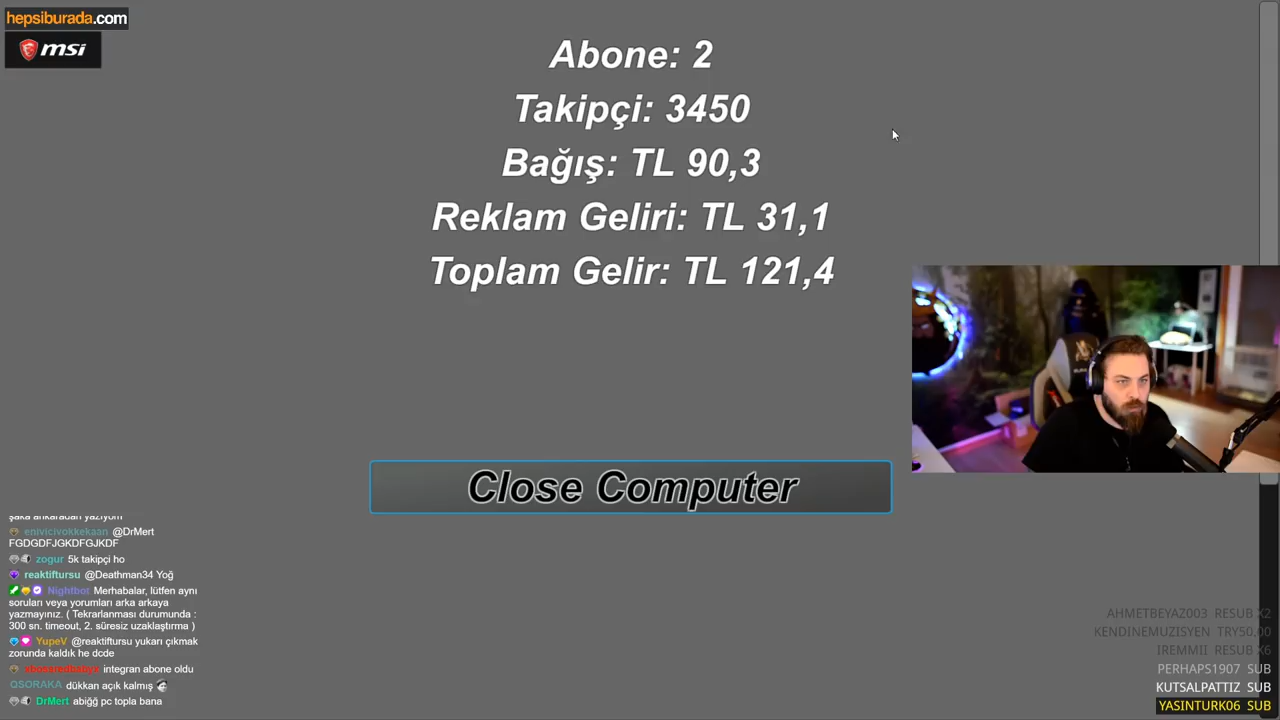 hepsiburada.com
msi
Abone: 2
Takipçi: 3450
Bağış: TL 90,3
Reklam Geliri: TL 31,1
Toplam Gelir: TL 121,4
Close Computer
şaka ankaradan yazıyom
enivicivokkekaan @DrMert
FGDGDFJGKDFGJKDF
zogur 5k takipçi ho
reaktiftursu @Deathman34 Yoğ
Nightbot Merhabalar, lütfen aynı
soruları veya yorumları arka arkaya
yazmayınız. ( Tekrarlanması durumunda :
300 sn. timeout, 2. süresiz uzaklaştırma )
YupeV @reaktiftursu yukarı çıkmak
zorunda kaldık he dcde
integran abone oldu
QSORAKA dükkan açık kalmış
DrMert abiğğ pc topla bana
AHMETBEYAZ003 RESUB X2
KENDINEMUZISYEN TRY50,00
IREMMII RESUB X6
PERHAPS1907 SUB
KUTSALPATTIZ SUB
YASINTURK06 SUB